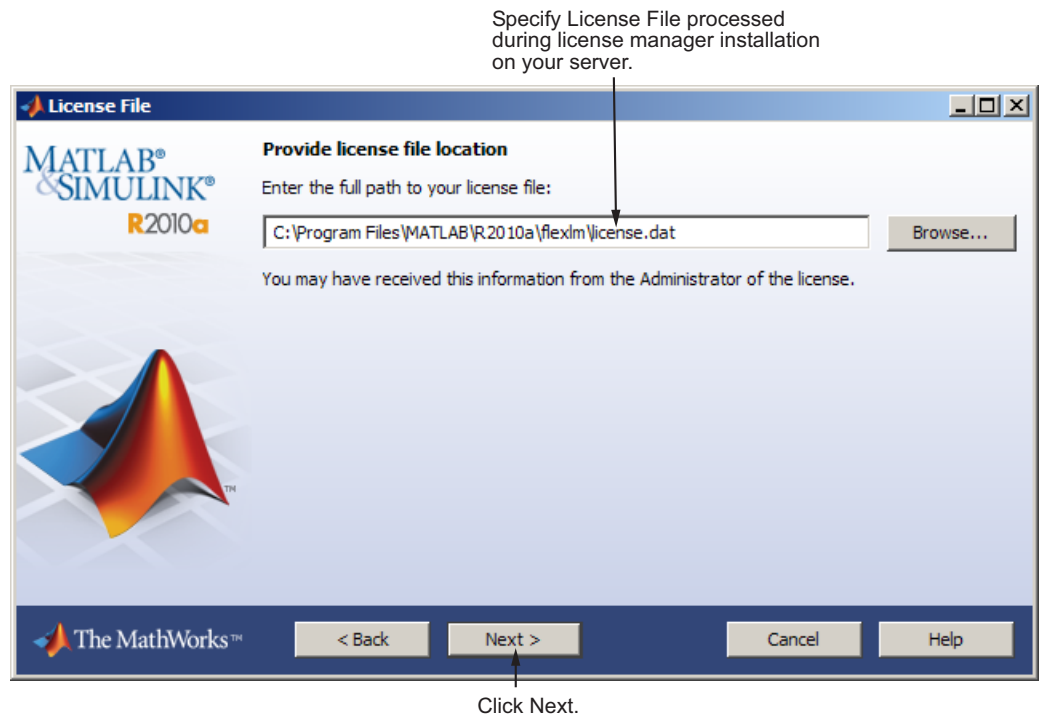 Specify License File processed
during license manager installation
on your server.
License File
MATLAB®
&SIMULINK®
R2010a
Provide license file location
Enter the full path to your license file:
C:\Program Files\MATLAB\R2010a\flexlm\license.dat
Browse...
You may have received this information from the Administrator of the license.
TM
The MathWorks™
< Back
Next >
Cancel
Help
Click Next.